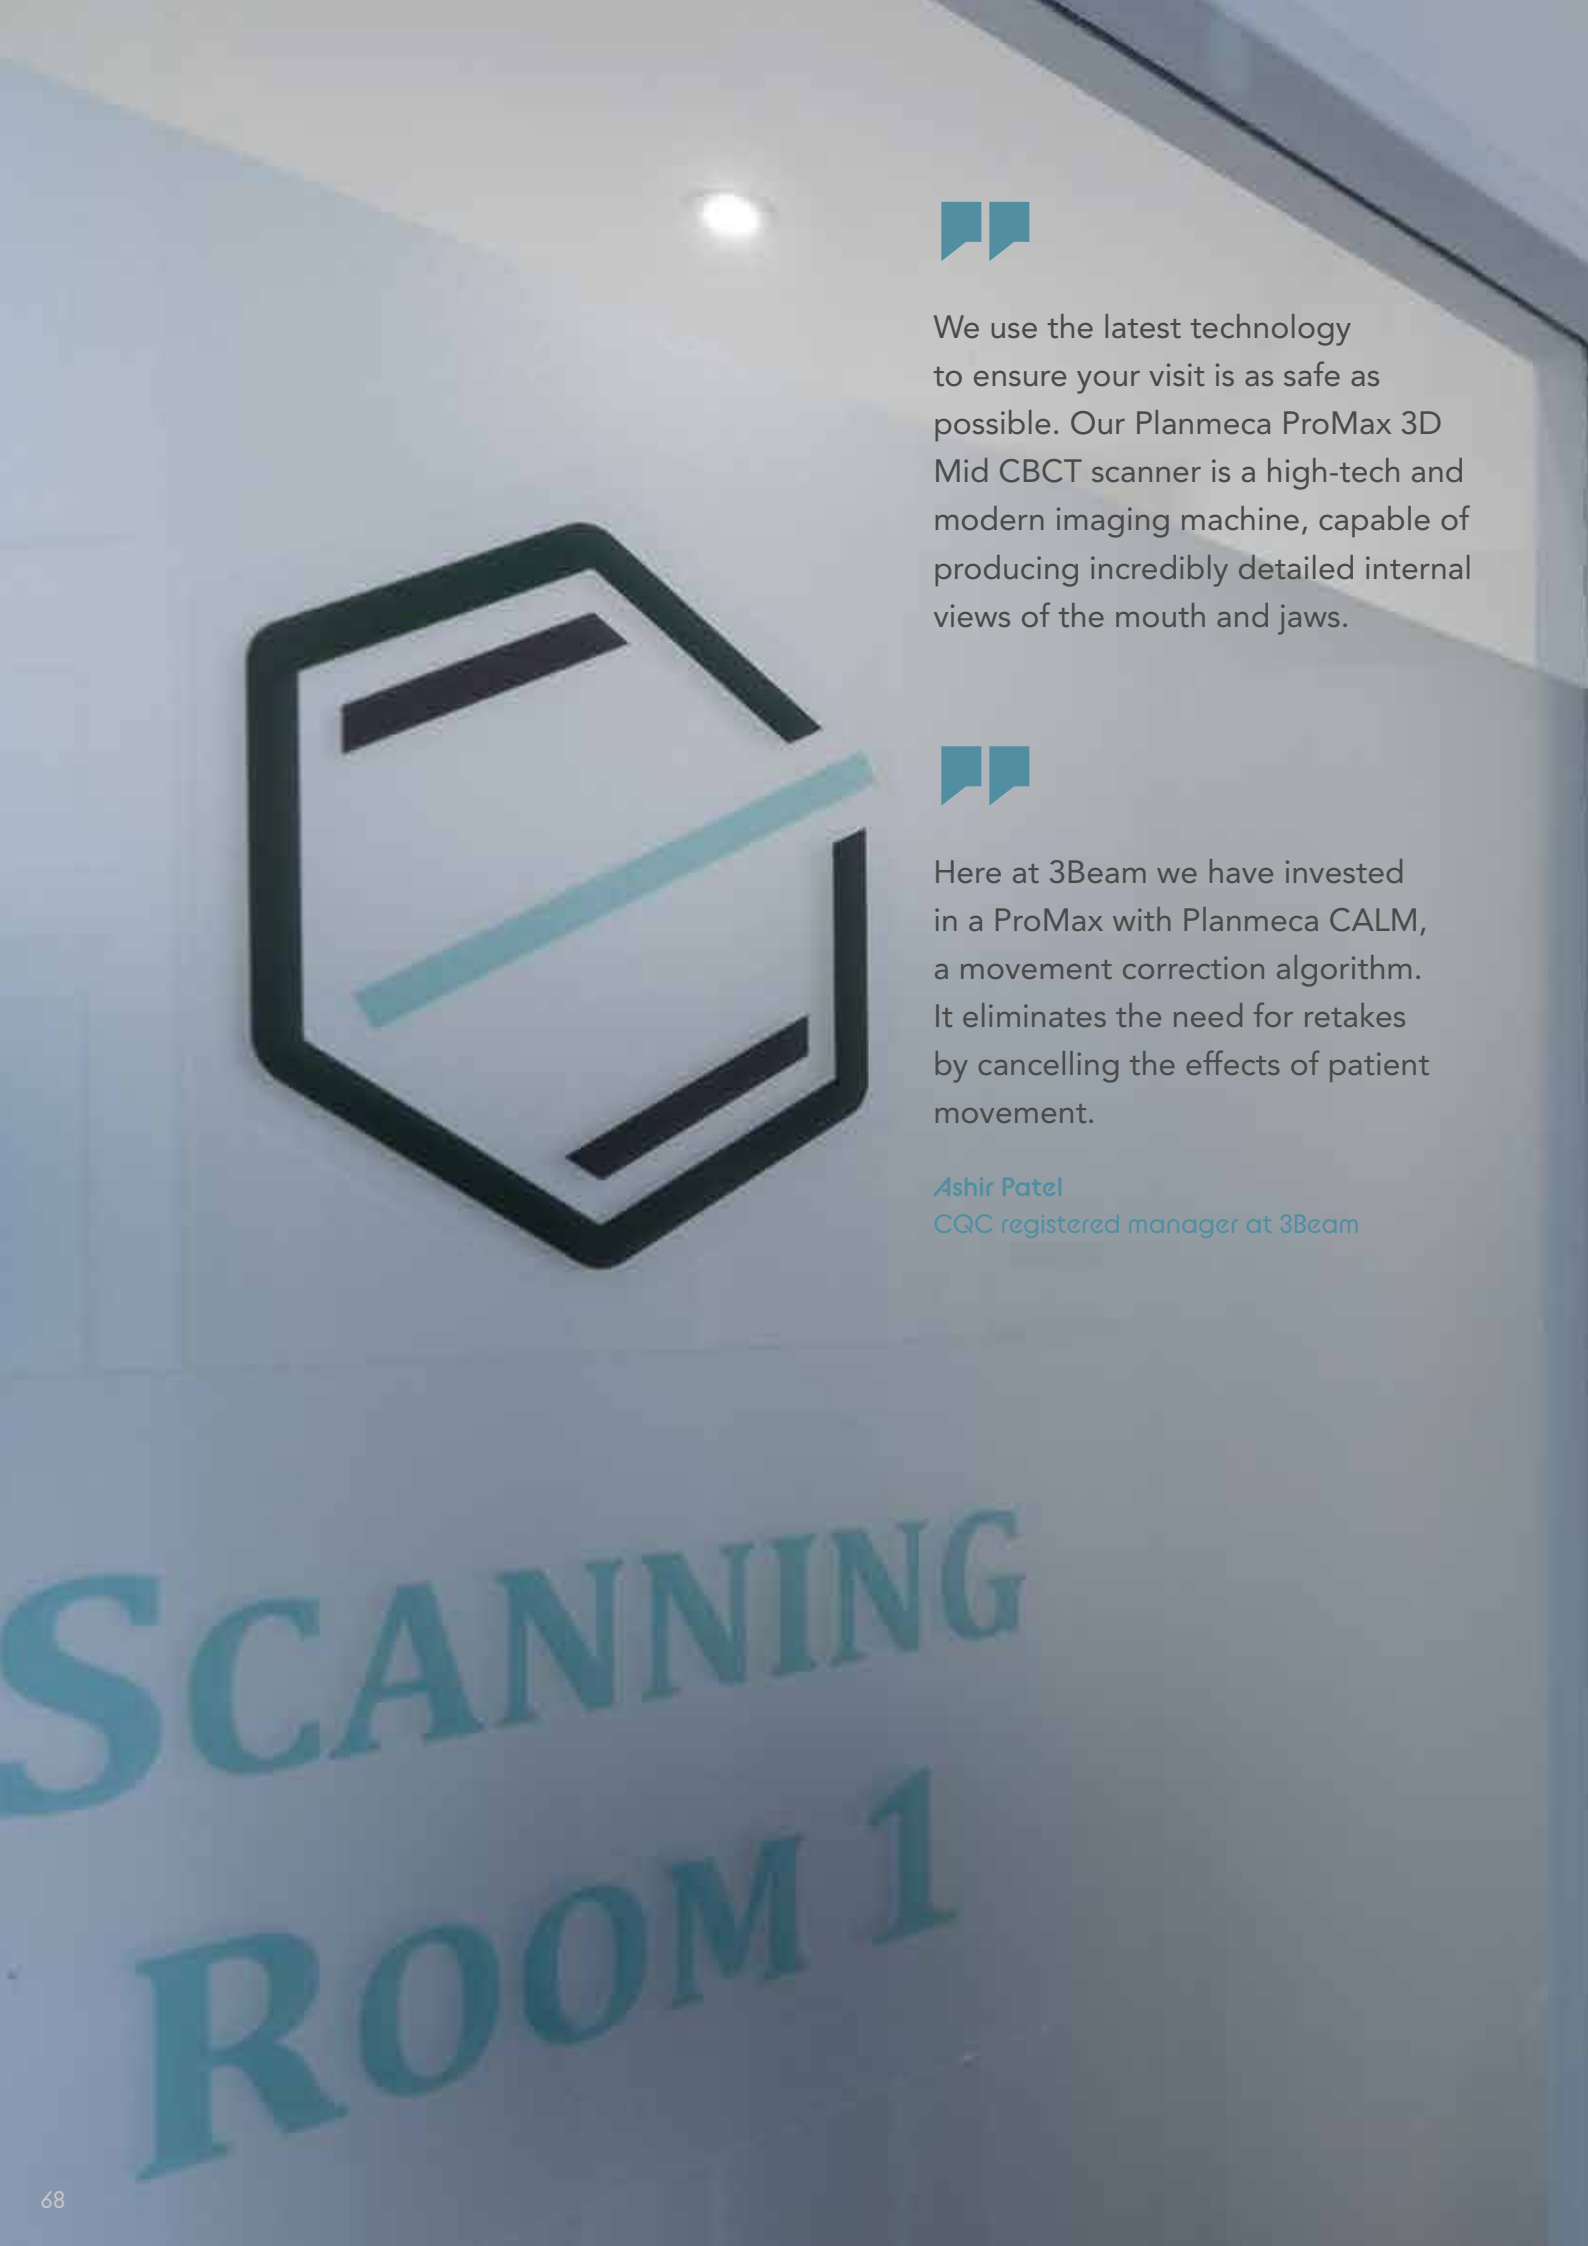 We use the latest technology
to ensure your visit is as safe as
possible. Our Planmeca ProMax 3D
Mid CBCT scanner is a high-tech and
modern imaging machine, capable of
producing incredibly detailed internal
views of the mouth and jaws.
Here at 3Beam we have invested
in a ProMax with Planmeca CALM,
a movement correction algorithm.
It eliminates the need for retakes
by cancelling the effects of patient
movement.
Ashir Patel
CQC registered manager at 3Beam
SCANNING
ROOM 1
68